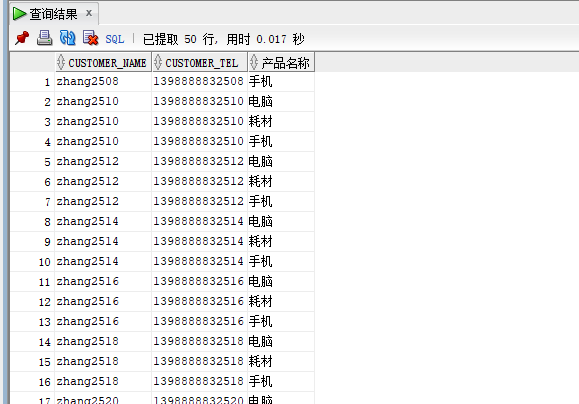 查询结果 x
SQL | 已提取 50 行, 用时 0.017 秒
CUSTOMER_NAME CUSTOMER_TEL 产品名称
1 zhang2508 1398888832508 手机
2 zhang2510 1398888832510 电脑
3 zhang2510 1398888832510 耗材
4 zhang2510 1398888832510 手机
5 zhang2512 1398888832512 电脑
6 zhang2512 1398888832512 耗材
7 zhang2512 1398888832512 手机
8 zhang2514 1398888832514 电脑
9 zhang2514 1398888832514 耗材
10 zhang2514 1398888832514 手机
11 zhang2516 1398888832516 电脑
12 zhang2516 1398888832516 耗材
13 zhang2516 1398888832516 手机
14 zhang2518 1398888832518 电脑
15 zhang2518 1398888832518 耗材
16 zhang2518 1398888832518 手机
17 zhang2520 1398888832520 电脑